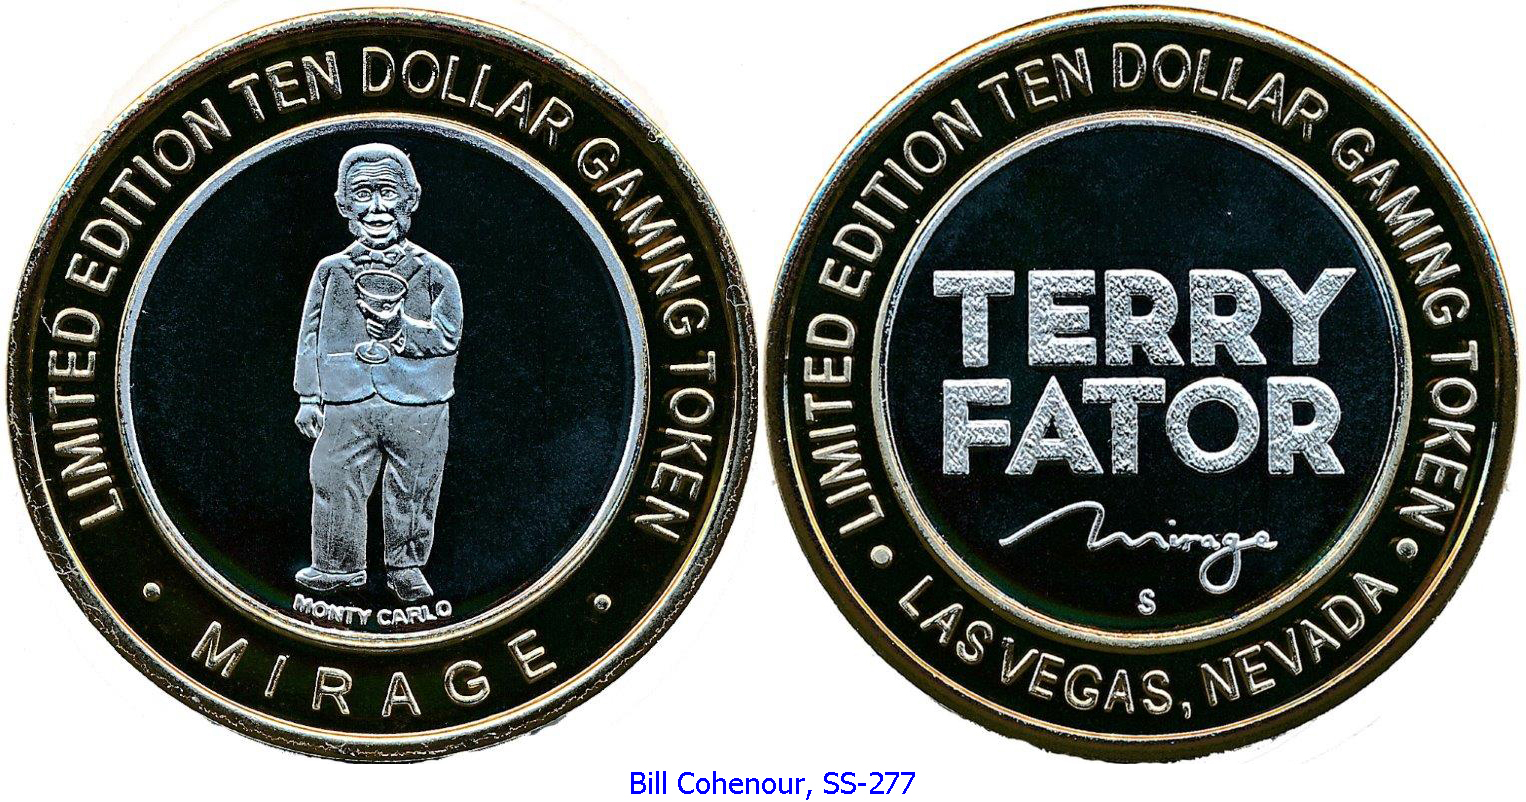 LIMITED EDITION TEN DOLLAR GAMING TOKEN
MONTY CARLO
• MIRAGE •
LIMITED EDITION TEN DOLLAR GAMING TOKEN
TERRY
FATOR
Mirage
S
• LAS VEGAS, NEVADA •
Bill Cohenour, SS-277